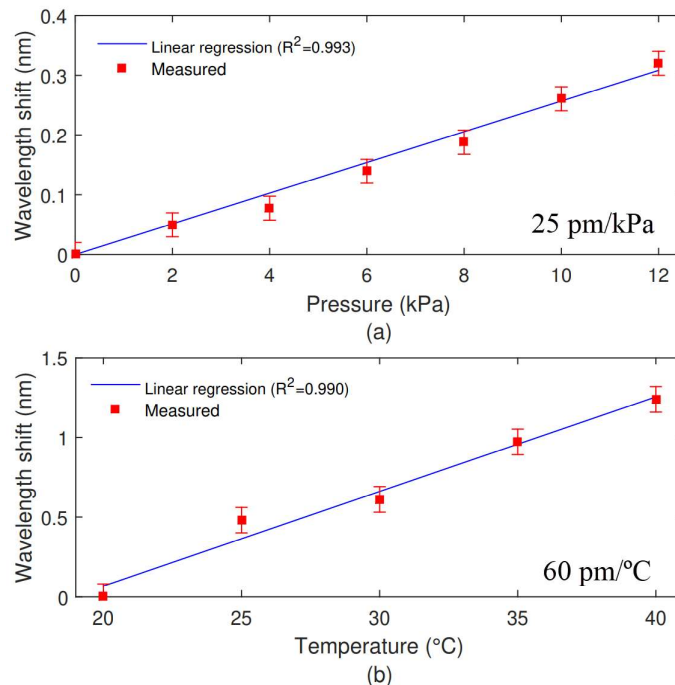 0.4
0.3
0.2
0.1
0
Wavelength shift (nm)
Linear regression (R²=0.993)
Measured
25 pm/kPa
0 2 4 6 8 10 12
Pressure (kPa)
(a)
1.5
1
0.5
0
Wavelength shift (nm)
Linear regression (R²=0.990)
Measured
60 pm/ºC
20 25 30 35 40
Temperature (°C)
(b)